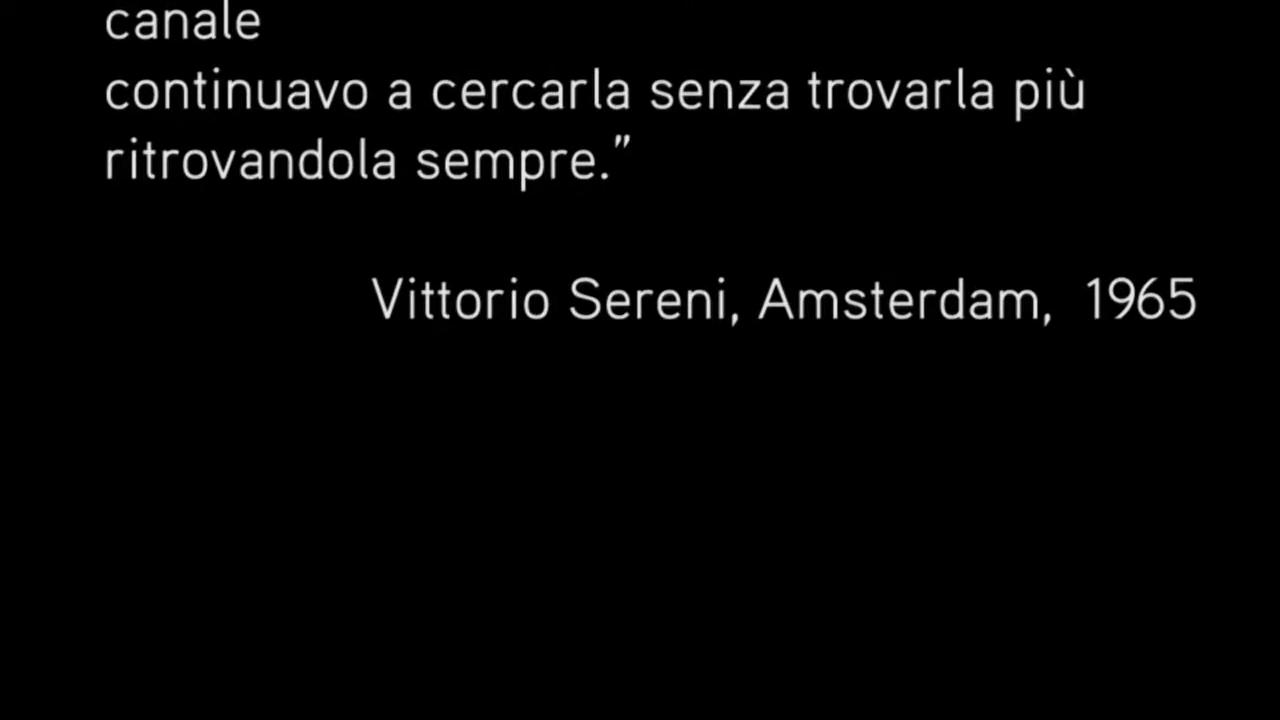 canale
continuavo a cercarla senza trovarla più
ritrovandola sempre.”
Vittorio Sereni, Amsterdam, 1965